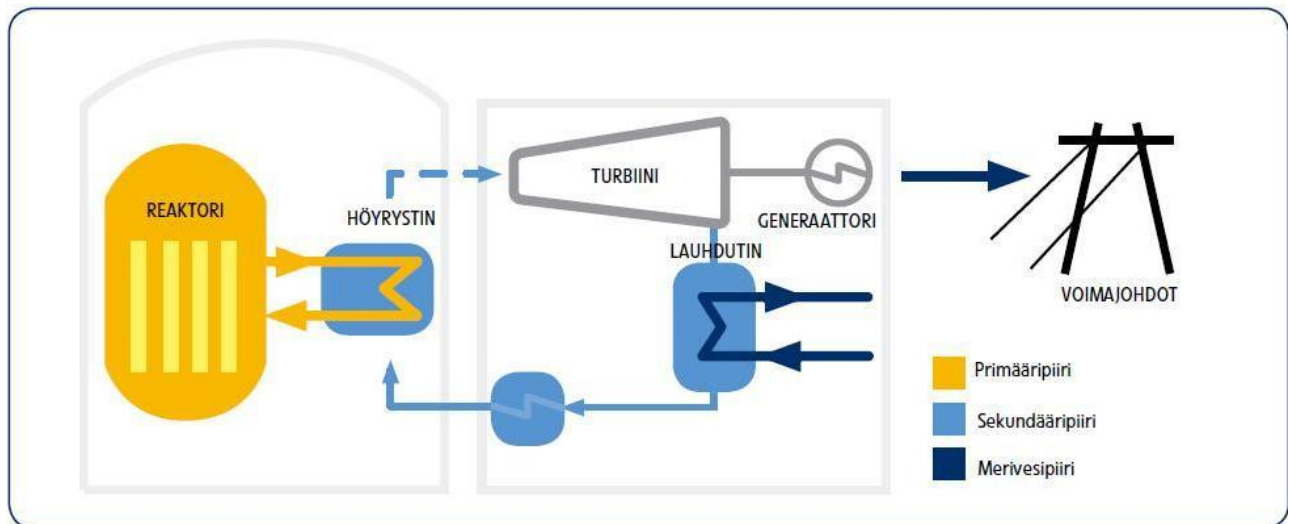 REAKTORI
HÖYRYSTIN
TURBIINI
GENERAATTORI
LAUHDUTIN
VOIMAJOHDOT
Primääripiiri
Sekundääripiiri
Merivesipiiri